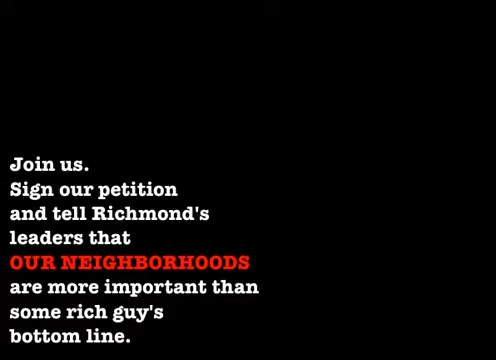 Join us.
Sign our petition
and tell Richmond's
leaders that
OUR NEIGHBORHOODS
are more important than
some rich guy's
bottom line.